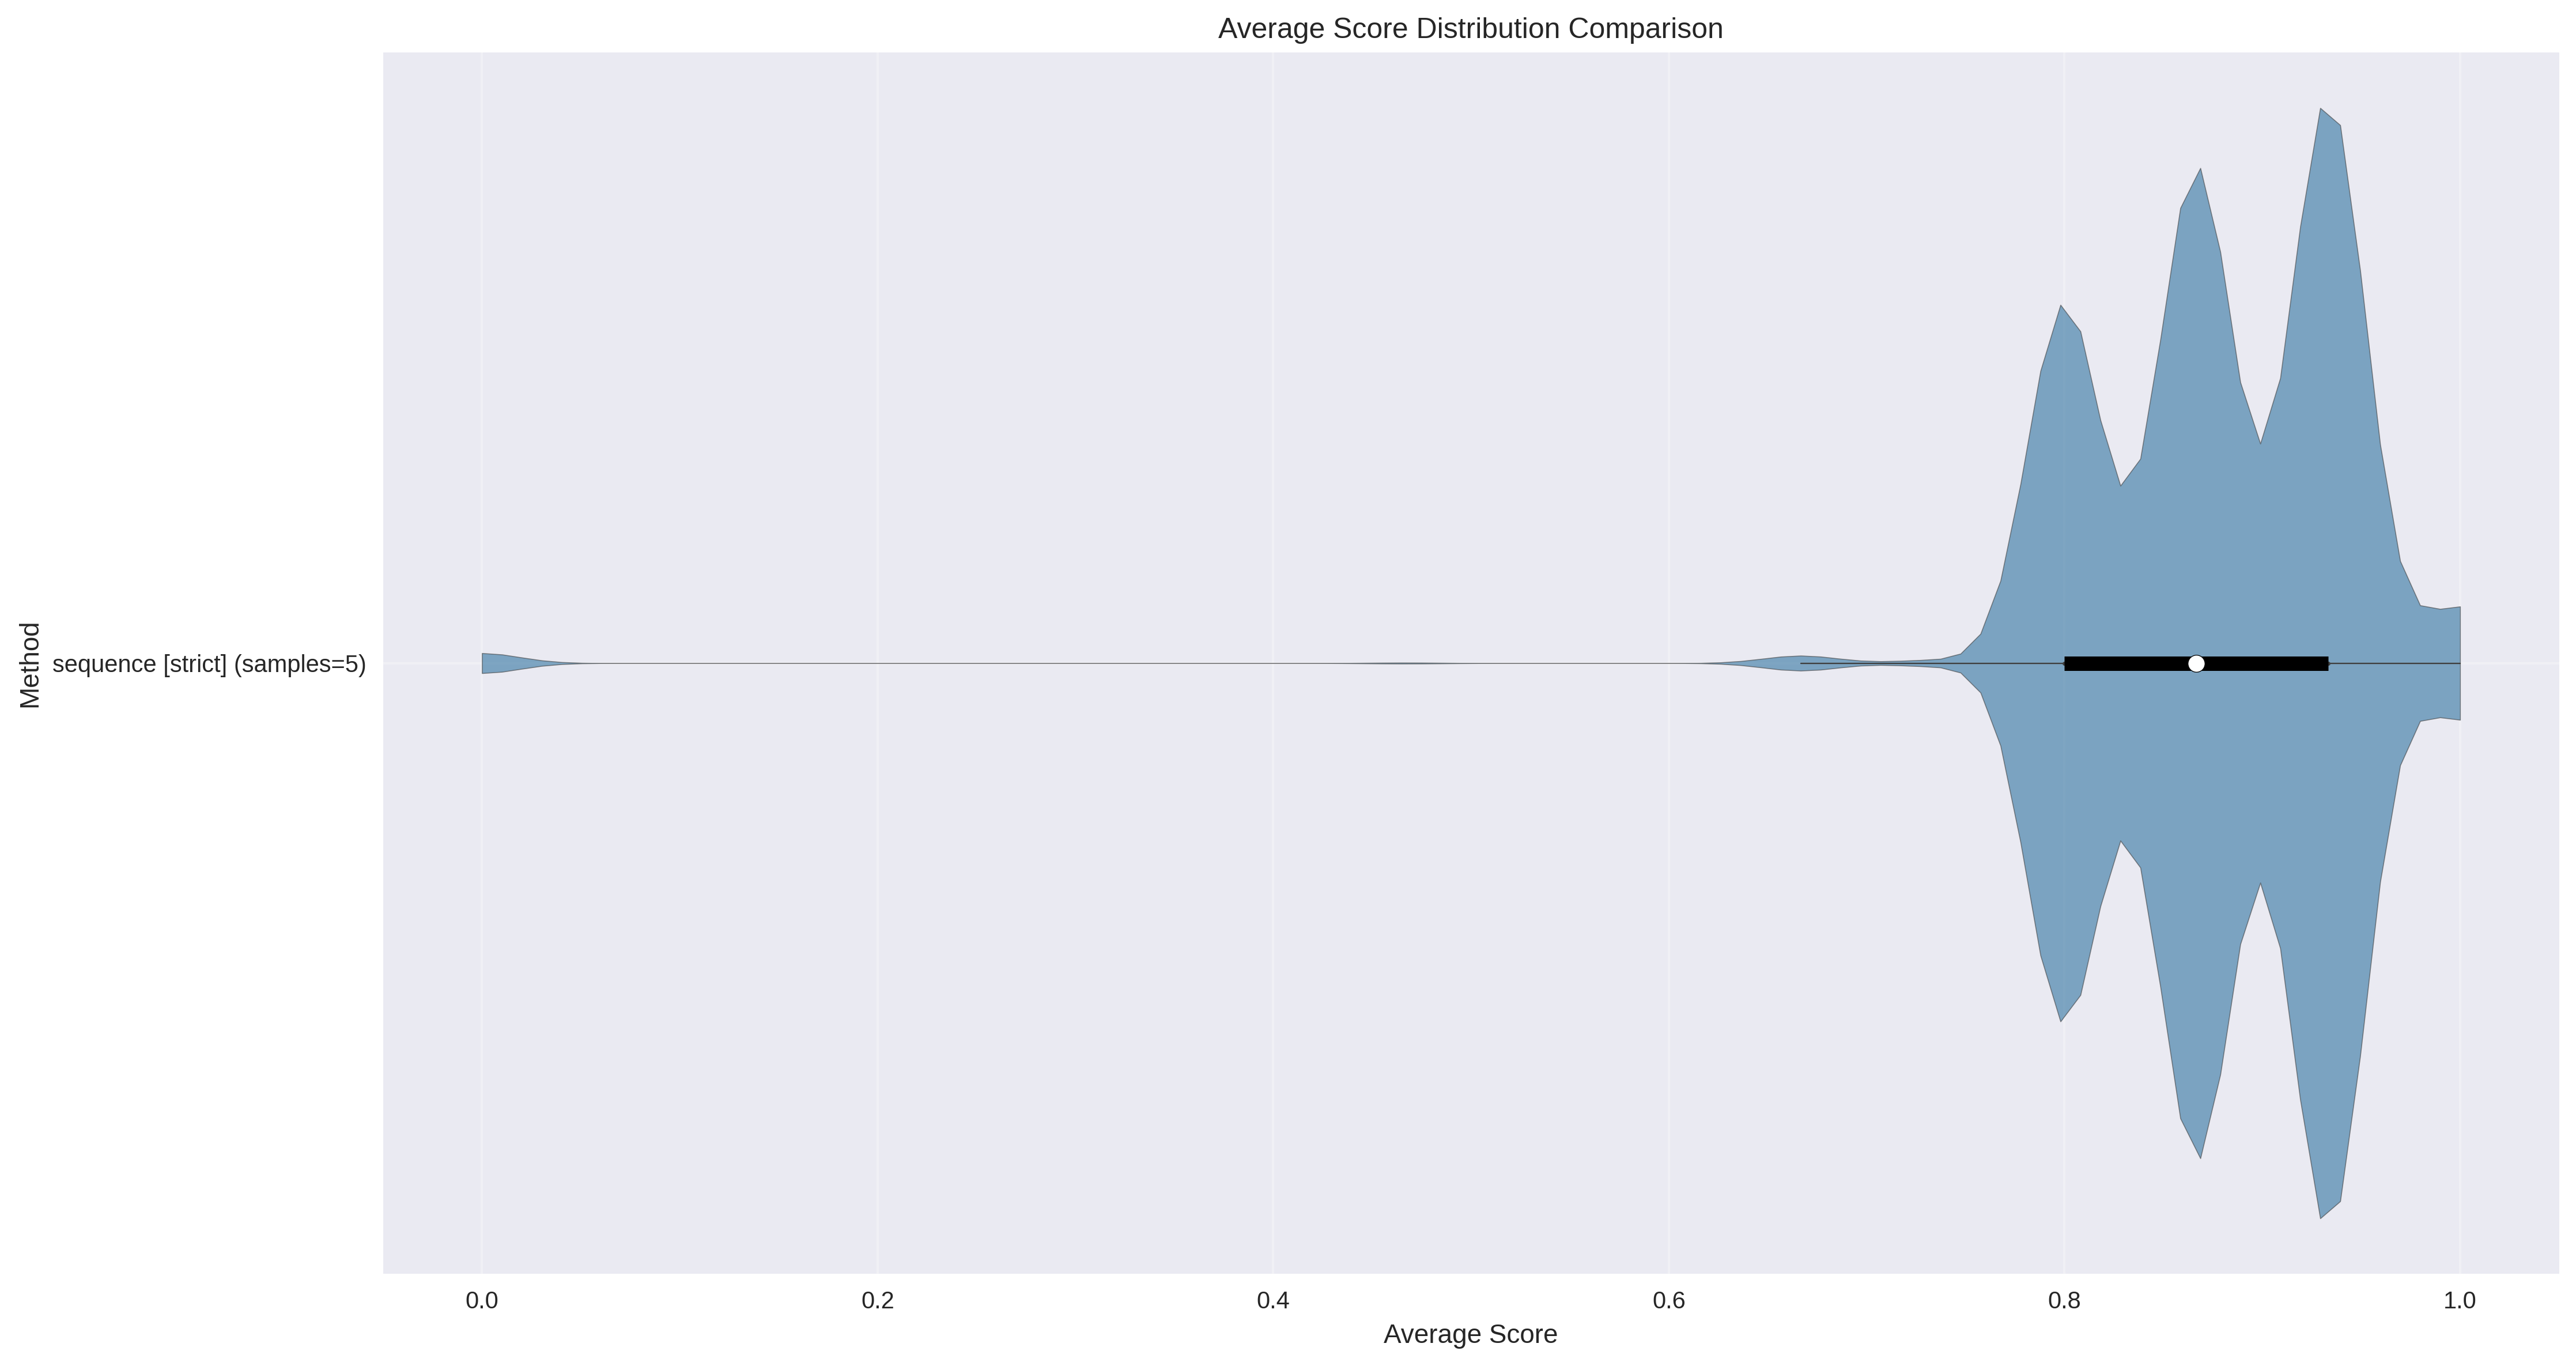 Average Score Distribution Comparison
Method
sequence [strict] (samples=5)
0.0 0.2 0.4 0.6 0.8 1.0
Average Score